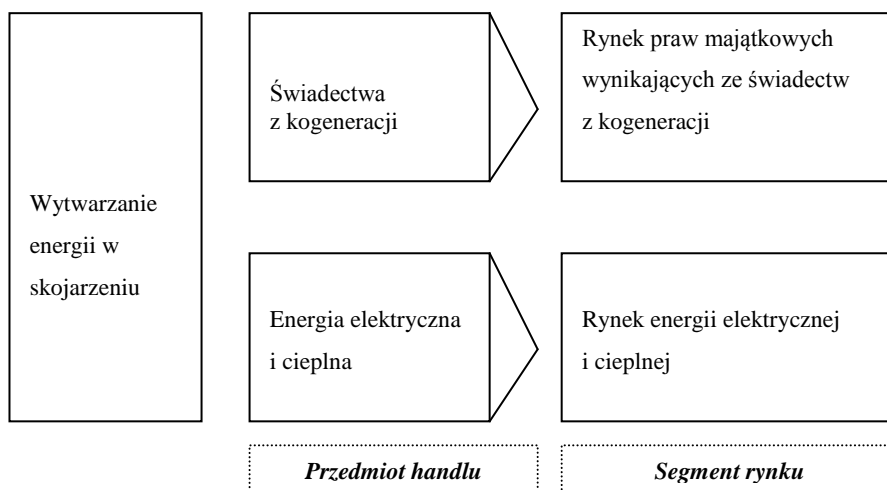 Wytwarzanie
energii w
skojarzeniu
Świadectwa
z kogeneracji
Rynek praw majątkowych
wynikających ze świadectw
z kogeneracji
Energia elektryczna
i cieplna
Rynek energii elektrycznej
i cieplnej
Przedmiot handlu
Segment rynku